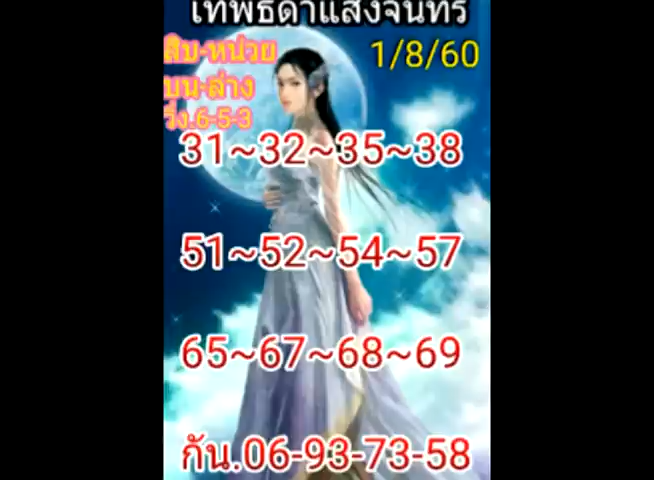 เทพธิดาแสงจันทร์
สิบ-หน่วย
1/8/60
บน-ล่าง
วิ่ง.6-5-3
31~32~35~38
51~52~54~57
65~67~68~69
กัน.06-93-73-58